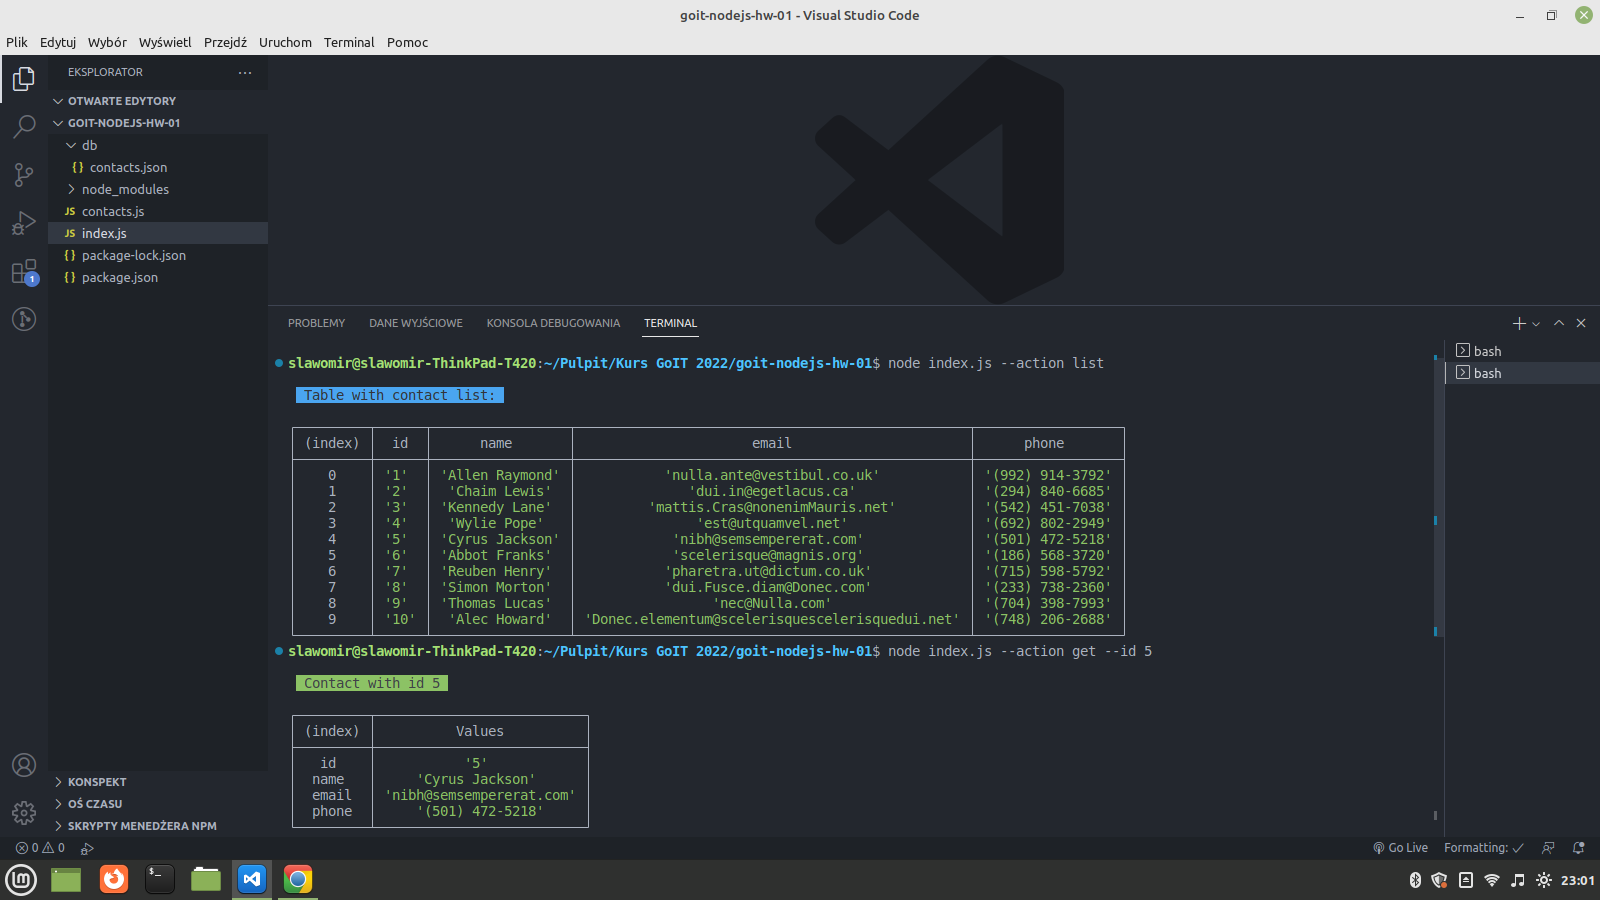 goit-nodejs-hw-01 - Visual Studio Code
Plik Edytuj Wybór Wyświetl Przejdź Uruchom Terminal Pomoc
EKSPLORATOR
OTWARTE EDYTORY
GOIT-NODEJS-HW-01
db
{} contacts.json
node_modules
JS contacts.js
JS index.js
{} package-lock.json
{} package.json
1
KONSPEKT
OŚ CZASU
SKRYPTY MENEDŻERA NPM
PROBLEMY DANE WYJŚCIOWE KONSOLA DEBUGOWANIA TERMINAL
bash
bash
slawomir@slawomir-ThinkPad-T420:~/Pulpit/Kurs GoIT 2022/goit-nodejs-hw-01$ node index.js --action list
Table with contact list:
(index) id name email phone
0 '1' 'Allen Raymond' 'nulla.ante@vestibul.co.uk' '(992) 914-3792'
1 '2' 'Chaim Lewis' 'dui.in@egetlacus.ca' '(294) 840-6685'
2 '3' 'Kennedy Lane' 'mattis.Cras@nonenimMauris.net' '(542) 451-7038'
3 '4' 'Wylie Pope' 'est@utquamvel.net' '(692) 802-2949'
4 '5' 'Cyrus Jackson' 'nibh@semsempererat.com' '(501) 472-5218'
5 '6' 'Abbot Franks' 'scelerisque@magnis.org' '(186) 568-3720'
6 '7' 'Reuben Henry' 'pharetra.ut@dictum.co.uk' '(715) 598-5792'
7 '8' 'Simon Morton' 'dui.Fusce.diam@Donec.com' '(233) 738-2360'
8 '9' 'Thomas Lucas' 'nec@Nulla.com' '(704) 398-7993'
9 '10' 'Alec Howard' 'Donec.elementum@scelerisquescelerisquedui.net' '(748) 206-2688'
slawomir@slawomir-ThinkPad-T420:~/Pulpit/Kurs GoIT 2022/goit-nodejs-hw-01$ node index.js --action get --id 5
Contact with id 5
(index) Values
id '5'
name 'Cyrus Jackson'
email 'nibh@semsempererat.com'
phone '(501) 472-5218'
0 0 Go Live Formatting: ✓
23:01